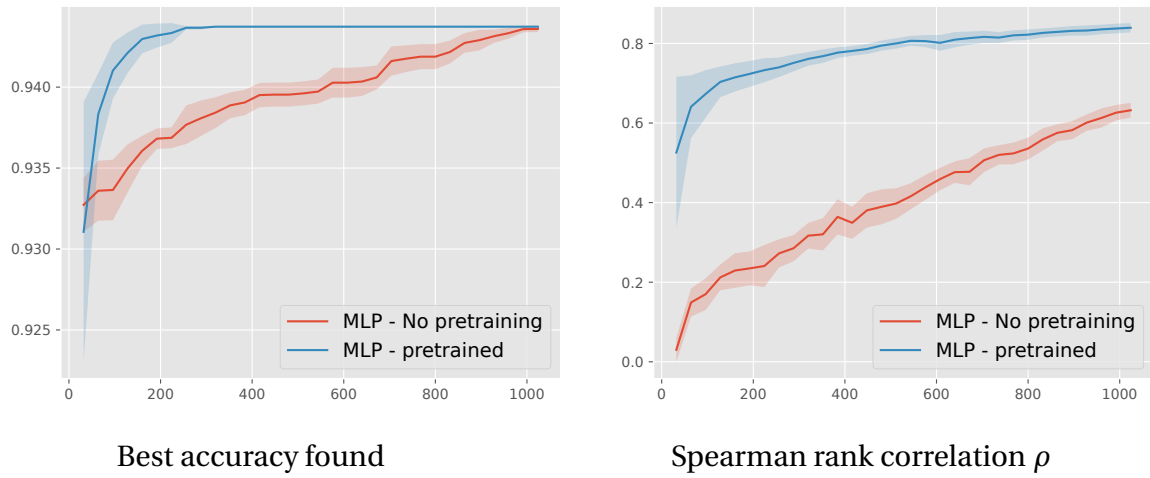 0.940
0.935
0.930
0.925
0 200 400 600 800 1000
MLP - No pretraining
MLP - pretrained
Best accuracy found
0.8
0.6
0.4
0.2
0.0
0 200 400 600 800 1000
MLP - No pretraining
MLP - pretrained
Spearman rank correlation ρ